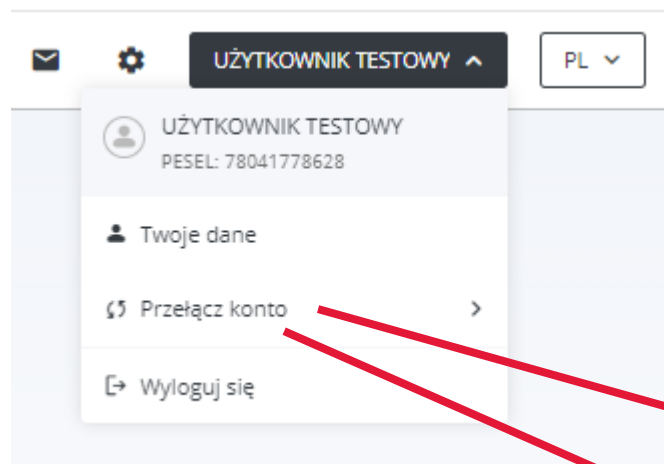 UŻYTKOWNIK TESTOWY
PL
UŻYTKOWNIK TESTOWY
PESEL: 78041778628
Twoje dane
Przełącz konto
Wyloguj się